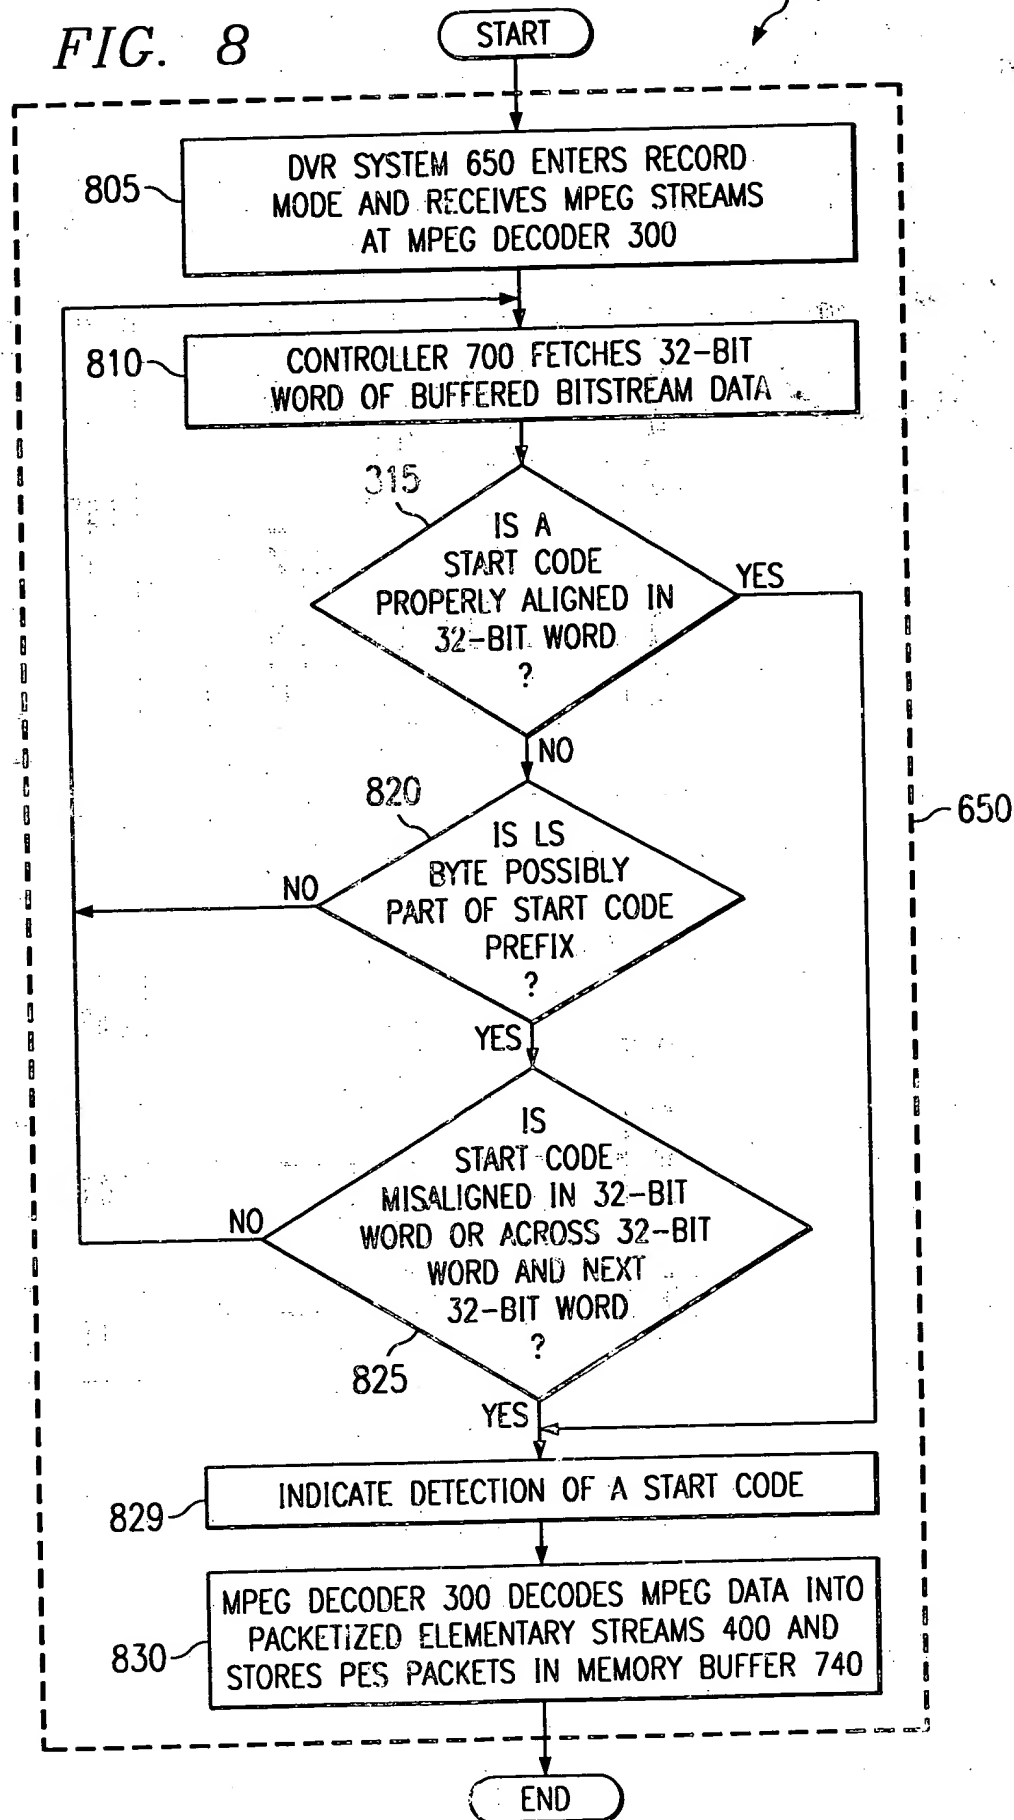 FIG. 8
START
805
DVR SYSTEM 650 ENTERS RECORD
MODE AND RECEIVES MPEG STREAMS
AT MPEG DECODER 300
810
CONTROLLER 700 FETCHES 32-BIT
WORD OF BUFFERED BITSTREAM DATA
315
IS A
START CODE
PROPERLY ALIGNED IN
32-BIT WORD
?
YES
NO
820
IS LS
BYTE POSSIBLY
PART OF START CODE
PREFIX
?
NO
650
YES
IS
START CODE
MISALIGNED IN 32-BIT
WORD OR ACROSS 32-BIT
WORD AND NEXT
32-BIT WORD
?
NO
825
YES
829
INDICATE DETECTION OF A START CODE
830
MPEG DECODER 300 DECODES MPEG DATA INTO
PACKETIZED ELEMENTARY STREAMS 400 AND
STORES PES PACKETS IN MEMORY BUFFER 740
END